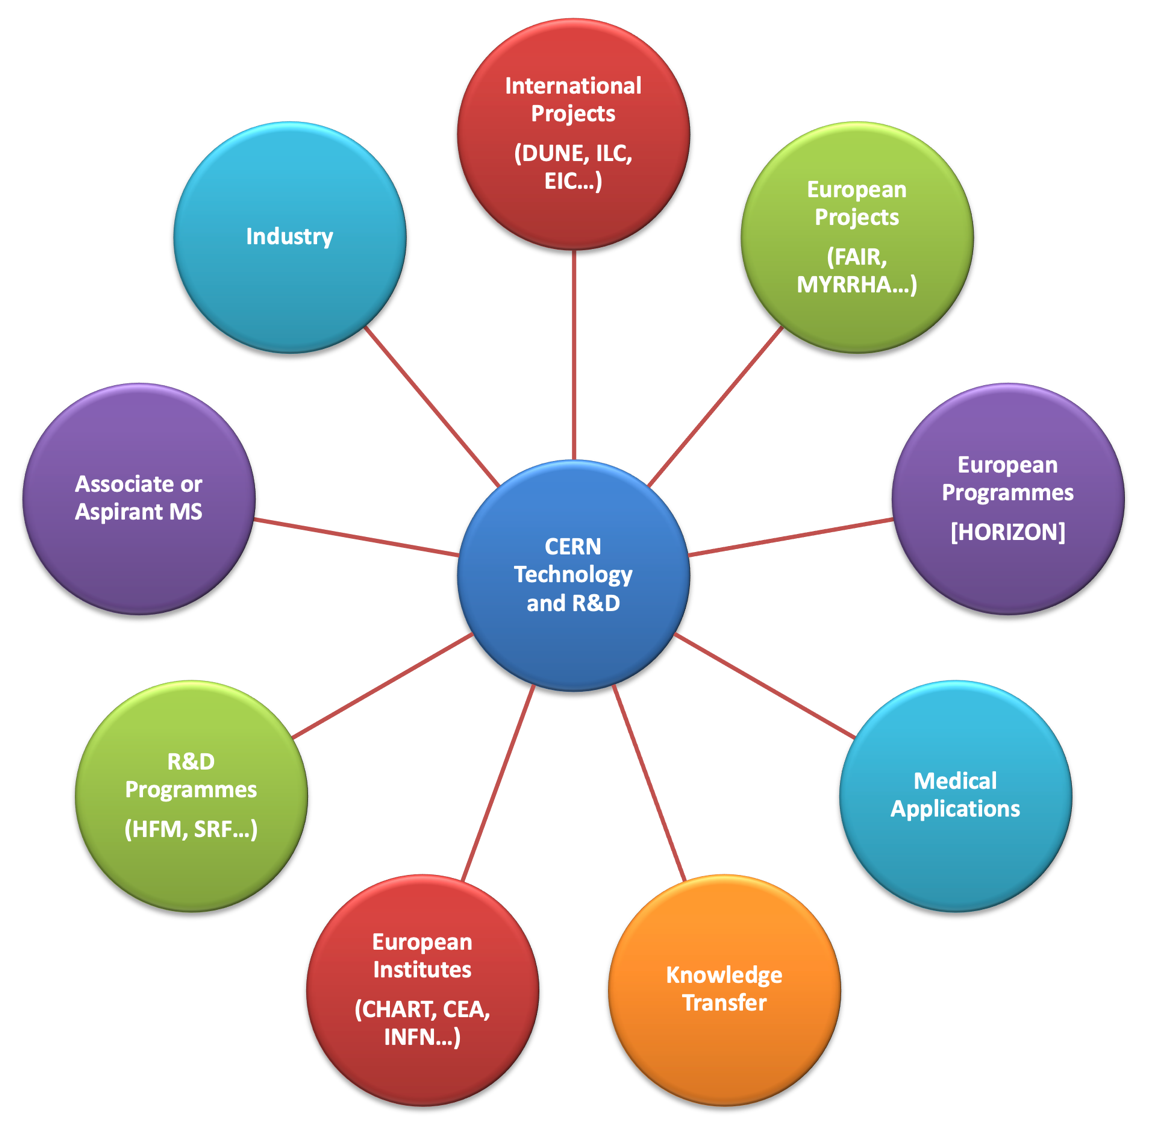 International
Projects
(DUNE, ILC,
EIC...)
European
Projects
(FAIR,
MYRRHA...)
European
Programmes
[HORIZON]
Medical
Applications
Knowledge
Transfer
European
Institutes
(CHART, CEA,
INFN...)
R&D
Programmes
(HFM, SRF...)
Associate or
Aspirant MS
Industry
CERN
Technology
and R&D